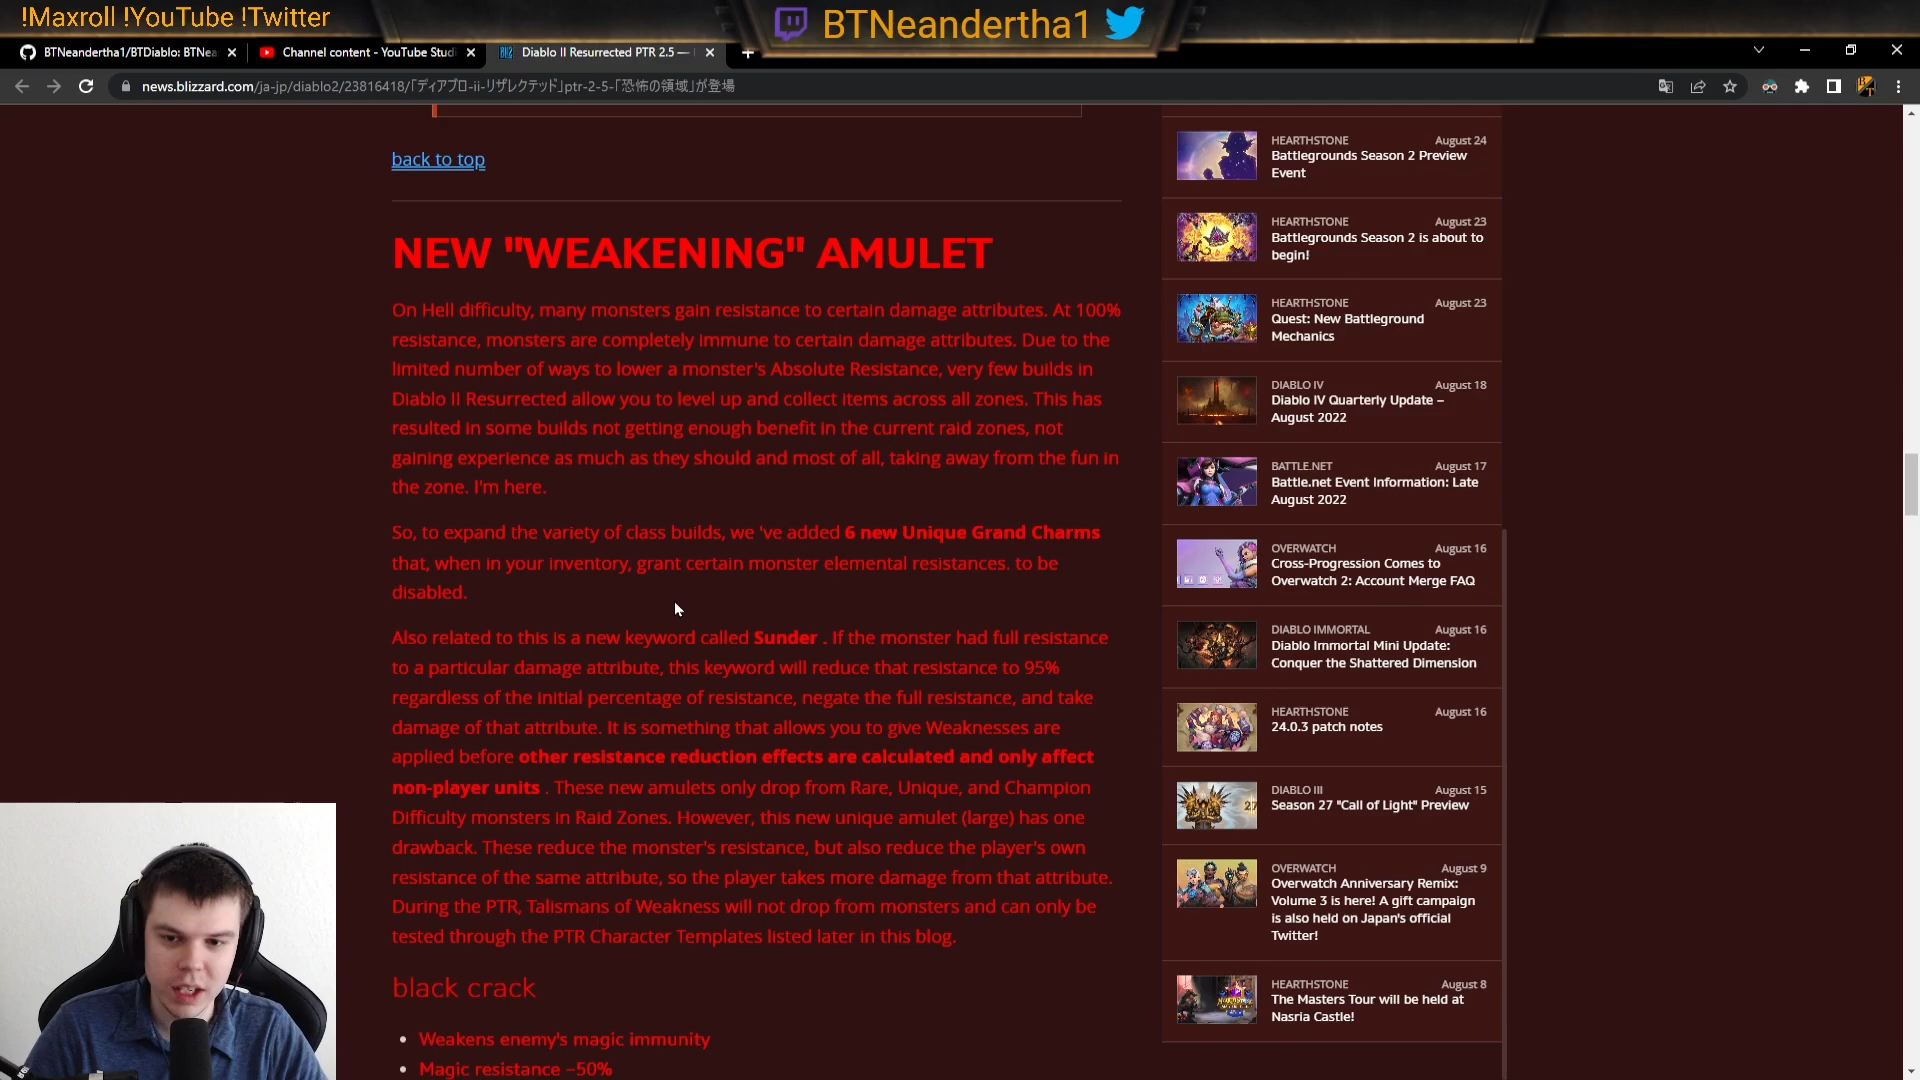 !Maxroll !YouTube !Twitter
BTNeandertha1
BTNeandertha1/BTDiablo: BTNea
Channel content - YouTube Studi
Diablo II Resurrected PTR 2.5 —
news.blizzard.com/ja-jp/diablo2/23816418/「ディアブロ-ii-リザレクテッド」ptr-2-5-「恐怖の領域」が登場
back to top
NEW "WEAKENING" AMULET
On Hell difficulty, many monsters gain resistance to certain damage attributes. At 100%
resistance, monsters are completely immune to certain damage attributes. Due to the
limited number of ways to lower a monster's Absolute Resistance, very few builds in
Diablo II Resurrected allow you to level up and collect items across all zones. This has
resulted in some builds not getting enough benefit in the current raid zones, not
gaining experience as much as they should and most of all, taking away from the fun in
the zone. I'm here.
So, to expand the variety of class builds, we 've added 6 new Unique Grand Charms
that, when in your inventory, grant certain monster elemental resistances. to be
disabled.
Also related to this is a new keyword called Sunder . If the monster had full resistance
to a particular damage attribute, this keyword will reduce that resistance to 95%
regardless of the initial percentage of resistance, negate the full resistance, and take
damage of that attribute. It is something that allows you to give Weaknesses are
applied before other resistance reduction effects are calculated and only affect
non-player units . These new amulets only drop from Rare, Unique, and Champion
Difficulty monsters in Raid Zones. However, this new unique amulet (large) has one
drawback. These reduce the monster's resistance, but also reduce the player's own
resistance of the same attribute, so the player takes more damage from that attribute.
During the PTR, Talismans of Weakness will not drop from monsters and can only be
tested through the PTR Character Templates listed later in this blog.
black crack
Weakens enemy's magic immunity
Magic resistance −50%
HEARTHSTONE August 24
Battlegrounds Season 2 Preview
Event
HEARTHSTONE August 23
Battlegrounds Season 2 is about to
begin!
HEARTHSTONE August 23
Quest: New Battleground
Mechanics
DIABLO IV August 18
Diablo IV Quarterly Update –
August 2022
BATTLE.NET August 17
Battle.net Event Information: Late
August 2022
OVERWATCH August 16
Cross-Progression Comes to
Overwatch 2: Account Merge FAQ
DIABLO IMMORTAL August 16
Diablo Immortal Mini Update:
Conquer the Shattered Dimension
HEARTHSTONE August 16
24.0.3 patch notes
DIABLO III August 15
Season 27 "Call of Light" Preview
OVERWATCH August 9
Overwatch Anniversary Remix:
Volume 3 is here! A gift campaign
is also held on Japan's official
Twitter!
HEARTHSTONE August 8
The Masters Tour will be held at
Nasria Castle!